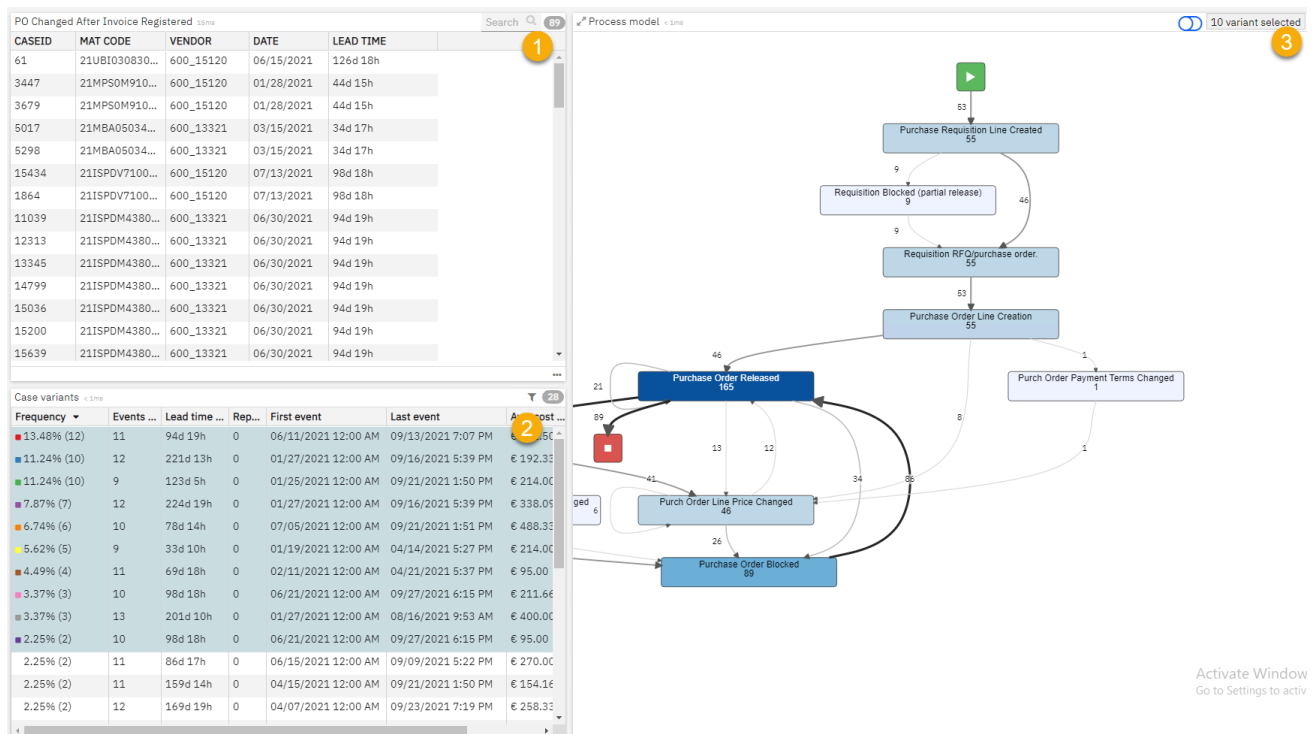 PO Changed After Invoice Registered 16ms Search 89
CASEID MAT CODE VENDOR DATE LEAD TIME
1
61 21UBI030830... 600_15120 06/15/2021 126d 18h
3447 21MPS0M910... 600_15120 01/28/2021 44d 15h
3679 21MPS0M910... 600_15120 01/28/2021 44d 15h
5017 21MBA05034... 600_13321 03/15/2021 34d 17h
5298 21MBA05034... 600_13321 03/15/2021 34d 17h
15434 21ISPDV7100... 600_15120 07/13/2021 98d 18h
1864 21ISPDV7100... 600_15120 07/13/2021 98d 18h
11039 21ISPDM4380... 600_13321 06/30/2021 94d 19h
12313 21ISPDM4380... 600_13321 06/30/2021 94d 19h
13345 21ISPDM4380... 600_13321 06/30/2021 94d 19h
14799 21ISPDM4380... 600_13321 06/30/2021 94d 19h
15036 21ISPDM4380... 600_13321 06/30/2021 94d 19h
15200 21ISPDM4380... 600_13321 06/30/2021 94d 19h
15639 21ISPDM4380... 600_13321 06/30/2021 94d 19h
...
Case variants <1ms 28
Frequency Events ... Lead time ... Rep... First event Last event
2
13.48% (12) 11 94d 19h 0 06/11/2021 12:00 AM 09/13/2021 7:07 PM
11.24% (10) 12 221d 13h 0 01/27/2021 12:00 AM 09/16/2021 5:39 PM € 192.33
11.24% (10) 9 123d 5h 0 01/25/2021 12:00 AM 09/21/2021 1:50 PM € 214.00
7.87% (7) 12 224d 19h 0 01/27/2021 12:00 AM 09/16/2021 5:39 PM € 338.09
6.74% (6) 10 78d 14h 0 07/05/2021 12:00 AM 09/21/2021 1:51 PM € 488.33
5.62% (5) 9 33d 10h 0 01/19/2021 12:00 AM 04/14/2021 5:27 PM € 214.00
4.49% (4) 11 69d 18h 0 02/11/2021 12:00 AM 04/21/2021 5:37 PM € 95.00
3.37% (3) 10 98d 18h 0 06/21/2021 12:00 AM 09/27/2021 6:15 PM € 211.66
3.37% (3) 13 201d 10h 0 01/27/2021 12:00 AM 08/16/2021 9:53 AM € 400.00
2.25% (2) 10 98d 18h 0 06/21/2021 12:00 AM 09/27/2021 6:15 PM € 95.00
2.25% (2) 11 86d 17h 0 06/15/2021 12:00 AM 09/09/2021 5:22 PM € 270.00
2.25% (2) 11 159d 14h 0 04/15/2021 12:00 AM 09/21/2021 1:50 PM € 154.16
2.25% (2) 12 169d 19h 0 04/07/2021 12:00 AM 09/23/2021 7:19 PM € 258.33
Process model <1ms 10 variant selected
3
53
Purchase Requisition Line Created
55
9
Requisition Blocked (partial release)
9
46
9
Requisition RFQ/purchase order.
55
53
Purchase Order Line Creation
55
46
1
Purchase Order Released
165
Purch Order Payment Terms Changed
1
21
89
8
13
12
1
41
34
86
ged
6
Purch Order Line Price Changed
46
26
Purchase Order Blocked
89
Activate Window
Go to Settings to activ